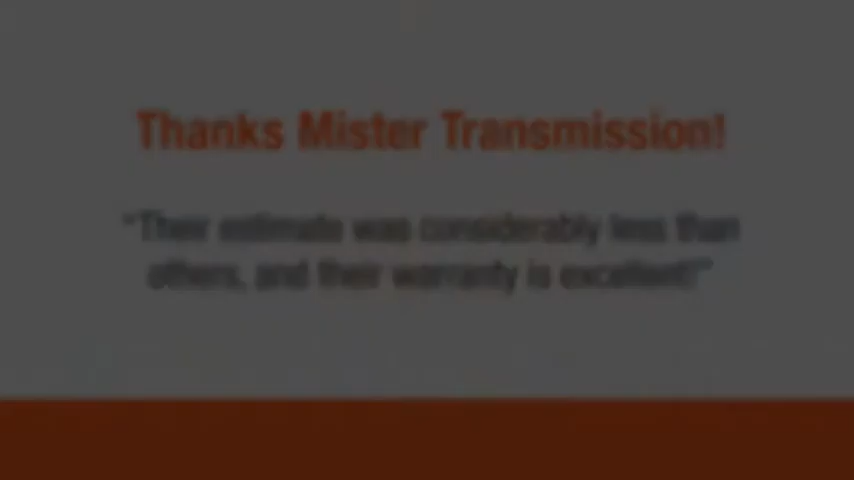 Thanks Mister Transmission!
"Their estimate was considerably less than
others, and their warranty is excellent!"